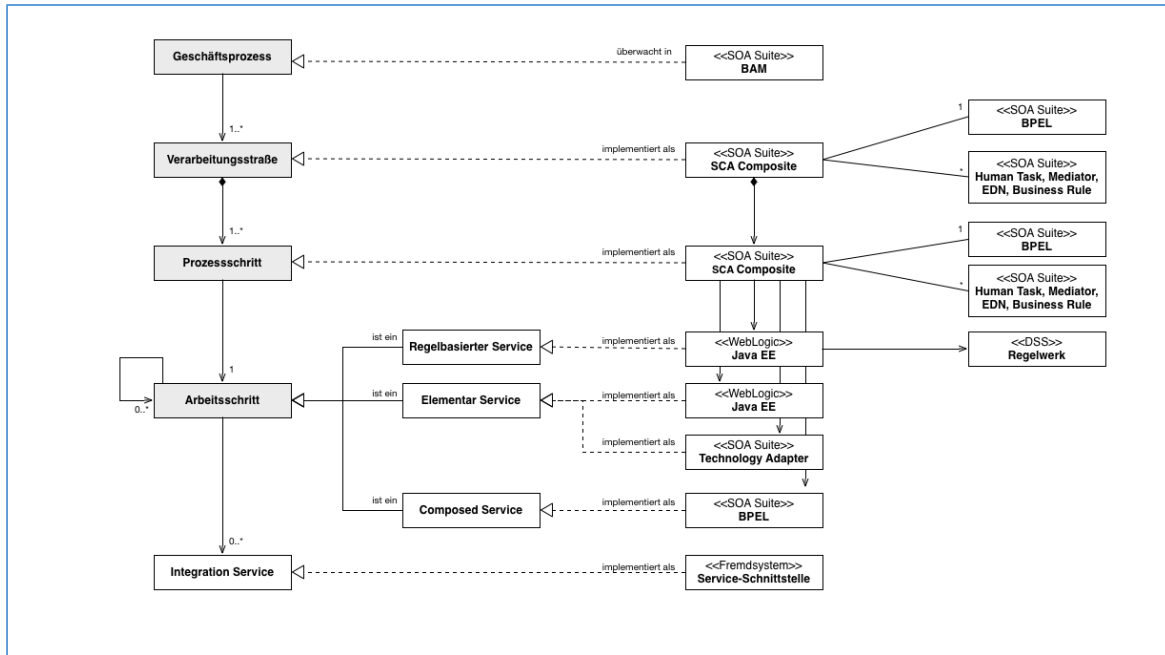 Geschäftsprozess
überwacht in
<<SOA Suite>>
BAM
1..*
1
<<SOA Suite>>
BPEL
Verarbeitungsstraße
implementiert als
<<SOA Suite>>
SCA Composite
*
<<SOA Suite>>
Human Task, Mediator,
EDN, Business Rule
1..*
1
<<SOA Suite>>
BPEL
Prozessschritt
implementiert als
<<SOA Suite>>
SCA Composite
*
<<SOA Suite>>
Human Task, Mediator,
EDN, Business Rule
ist ein
Regelbasierter Service
implementiert als
<<WebLogic>>
Java EE
<<DSS>>
Regelwerk
1
0..*
Arbeitsschritt
ist ein
Elementar Service
implementiert als
<<WebLogic>>
Java EE
implementiert als
<<SOA Suite>>
Technology Adapter
ist ein
Composed Service
implementiert als
<<SOA Suite>>
BPEL
0..*
Integration Service
implementiert als
<<Fremdsystem>>
Service-Schnittstelle